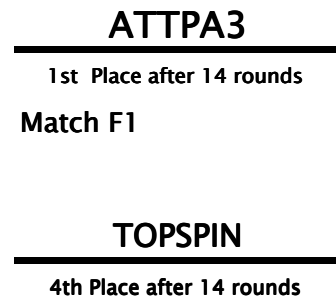 ATTPA3
1st Place after 14 rounds
Match F1
TOPSPIN
4th Place after 14 rounds